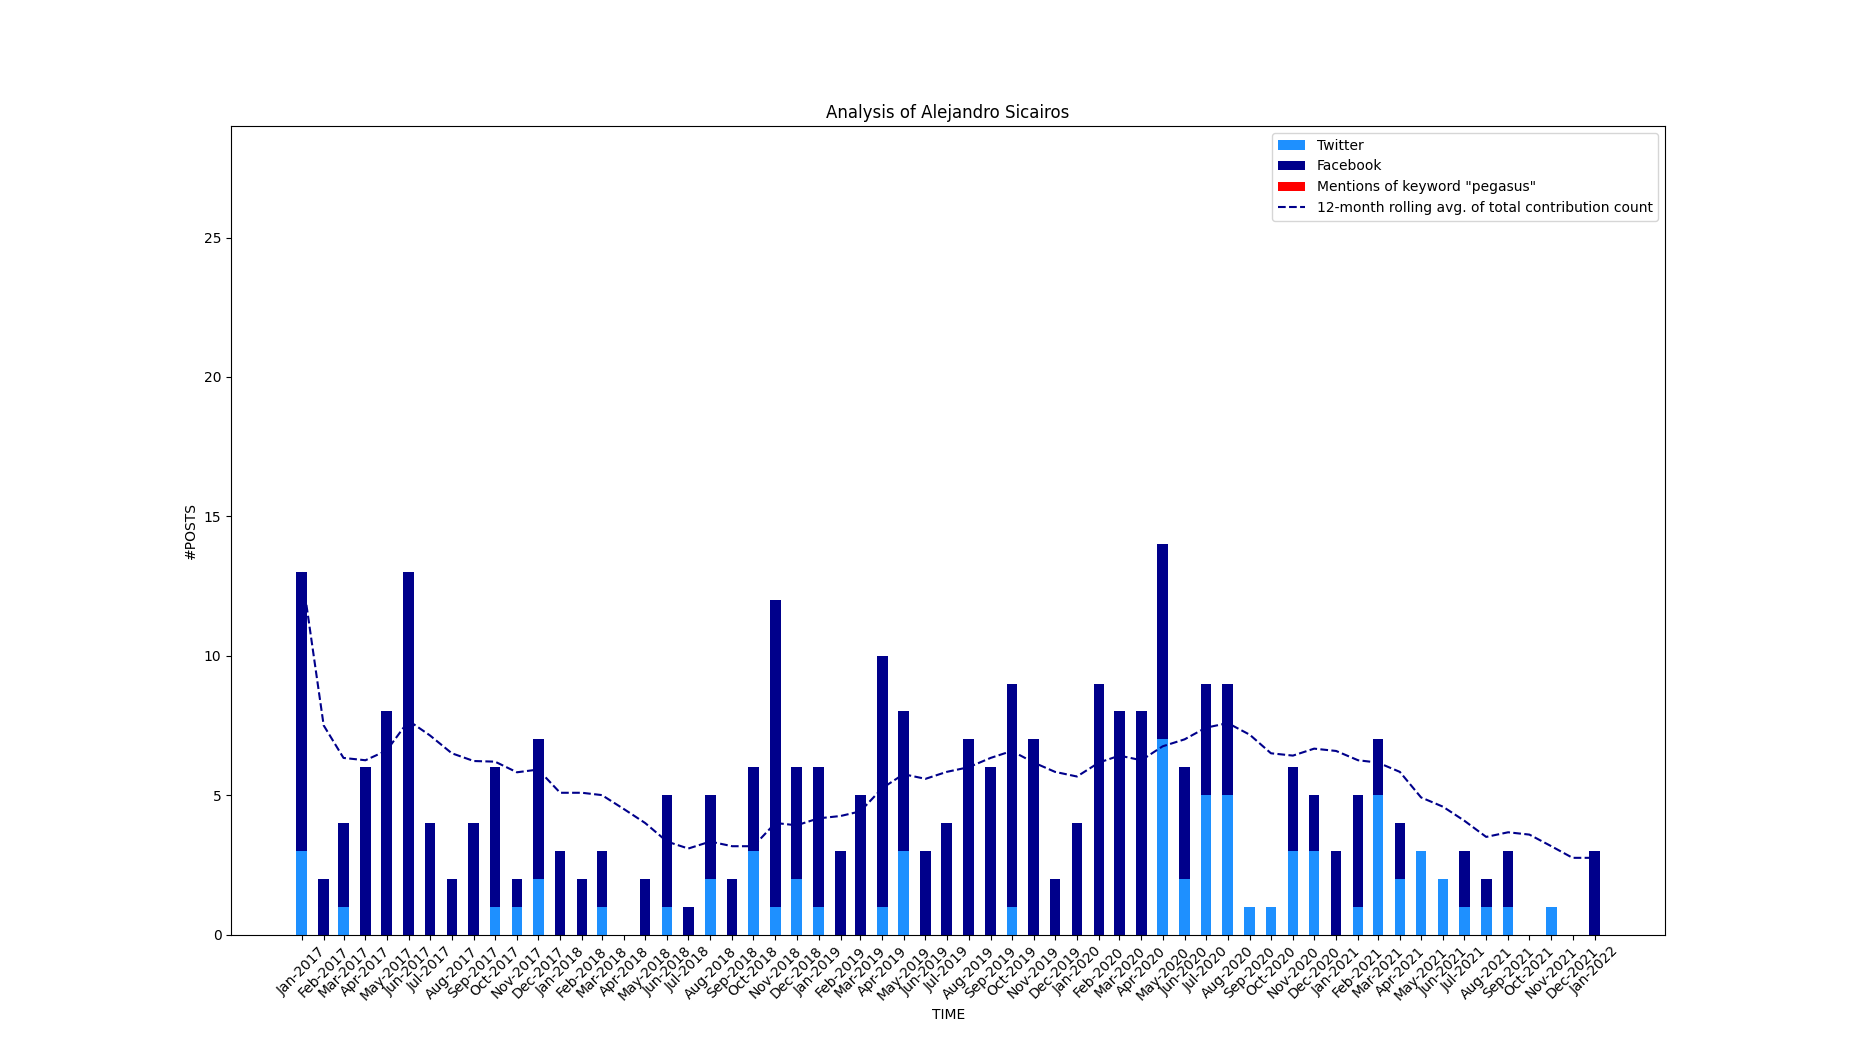 Analysis of Alejandro Sicairos
Twitter
Facebook
Mentions of keyword "pegasus"
12-month rolling avg. of total contribution count
#POSTS
25
20
15
10
5
0
Jan-2017
Feb-2017
Mar-2017
Apr-2017
May-2017
Jun-2017
Jul-2017
Aug-2017
Sep-2017
Oct-2017
Nov-2017
Dec-2017
Jan-2018
Feb-2018
Mar-2018
Apr-2018
May-2018
Jun-2018
Jul-2018
Aug-2018
Sep-2018
Oct-2018
Nov-2018
Dec-2018
Jan-2019
Feb-2019
Mar-2019
Apr-2019
May-2019
Jun-2019
Jul-2019
Aug-2019
Sep-2019
Oct-2019
Nov-2019
Dec-2019
Jan-2020
Feb-2020
Mar-2020
Apr-2020
May-2020
Jun-2020
Jul-2020
Aug-2020
Sep-2020
Oct-2020
Nov-2020
Dec-2020
Jan-2021
Feb-2021
Mar-2021
Apr-2021
May-2021
Jun-2021
Jul-2021
Aug-2021
Sep-2021
Oct-2021
Nov-2021
Dec-2021
Jan-2022
TIME